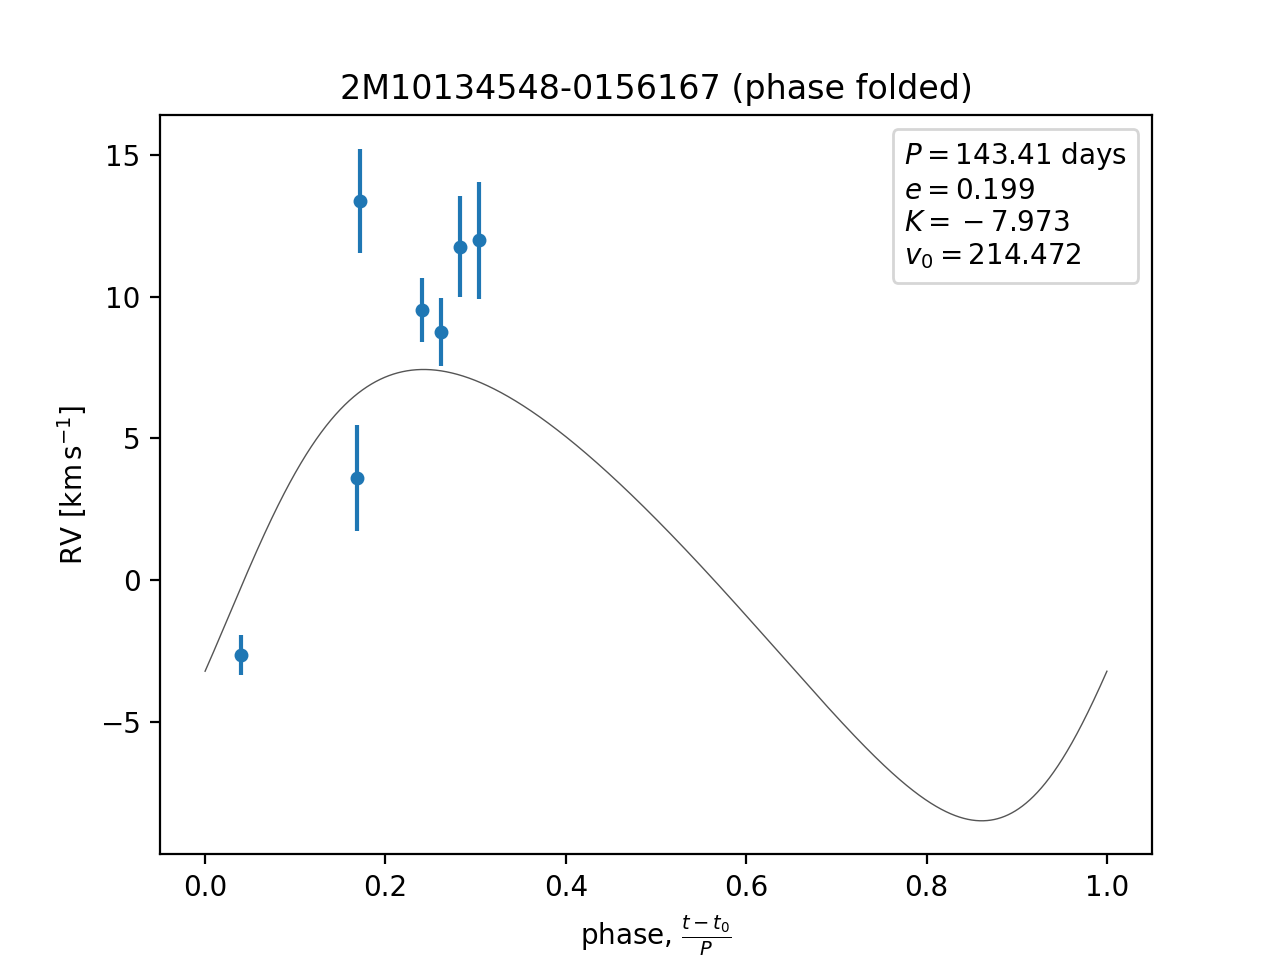 2M10134548-0156167 (phase folded)
P = 143.41 days
e = 0.199
K = −7.973
v₀ = 214.472
15
10
5
0
−5
RV [km s⁻¹]
0.0 0.2 0.4 0.6 0.8 1.0
phase, (t − t₀)/P